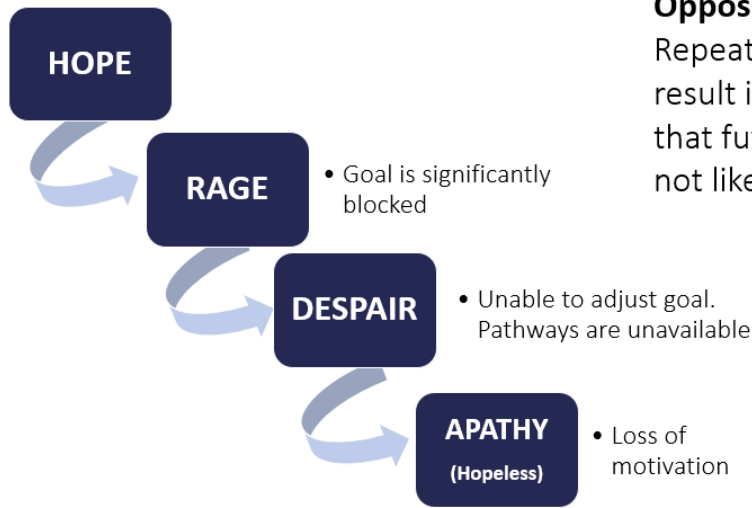 HOPE
Repeat
result i
that fu
not like
RAGE
• Goal is significantly
blocked
DESPAIR
• Unable to adjust goal.
Pathways are unavailable
APATHY
(Hopeless)
• Loss of
motivation